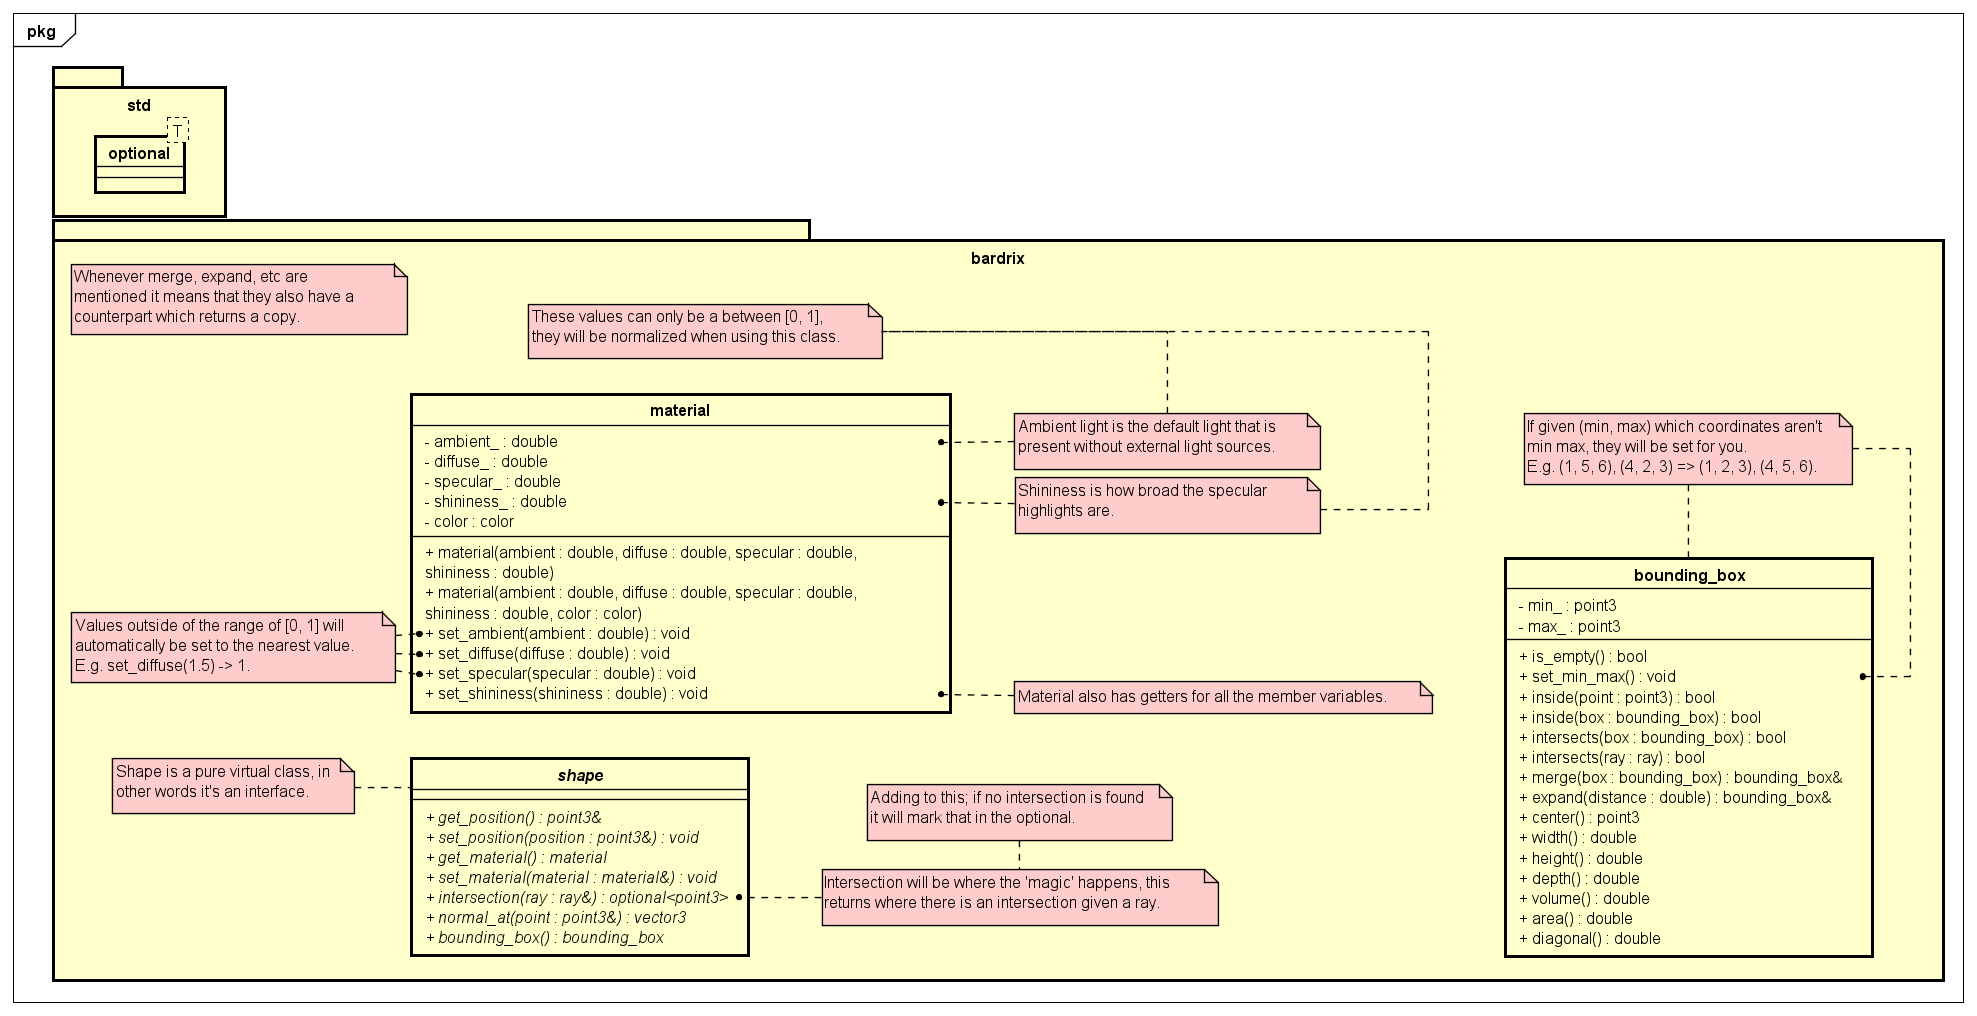 pkg
std
T
optional
bardrix
Whenever merge, expand, etc are
mentioned it means that they also have a
counterpart which returns a copy.
These values can only be a between [0, 1],
they will be normalized when using this class.
material
- ambient_ : double
- diffuse_ : double
- specular_ : double
- shininess_ : double
- color : color
+ material(ambient : double, diffuse : double, specular : double,
shininess : double)
+ material(ambient : double, diffuse : double, specular : double,
shininess : double, color : color)
+ set_ambient(ambient : double) : void
+ set_diffuse(diffuse : double) : void
+ set_specular(specular : double) : void
+ set_shininess(shininess : double) : void
Ambient light is the default light that is
present without external light sources.
Shininess is how broad the specular
highlights are.
Values outside of the range of [0, 1] will
automatically be set to the nearest value.
E.g. set_diffuse(1.5) -> 1.
Material also has getters for all the member variables.
If given (min, max) which coordinates aren't
min max, they will be set for you.
E.g. (1, 5, 6), (4, 2, 3) => (1, 2, 3), (4, 5, 6).
bounding_box
- min_ : point3
- max_ : point3
+ is_empty() : bool
+ set_min_max() : void
+ inside(point : point3) : bool
+ inside(box : bounding_box) : bool
+ intersects(box : bounding_box) : bool
+ intersects(ray : ray) : bool
+ merge(box : bounding_box) : bounding_box&
+ expand(distance : double) : bounding_box&
+ center() : point3
+ width() : double
+ height() : double
+ depth() : double
+ volume() : double
+ area() : double
+ diagonal() : double
Shape is a pure virtual class, in
other words it's an interface.
shape
+ get_position() : point3&
+ set_position(position : point3&) : void
+ get_material() : material
+ set_material(material : material&) : void
+ intersection(ray : ray&) : optional<point3>
+ normal_at(point : point3&) : vector3
+ bounding_box() : bounding_box
Adding to this; if no intersection is found
it will mark that in the optional.
Intersection will be where the 'magic' happens, this
returns where there is an intersection given a ray.